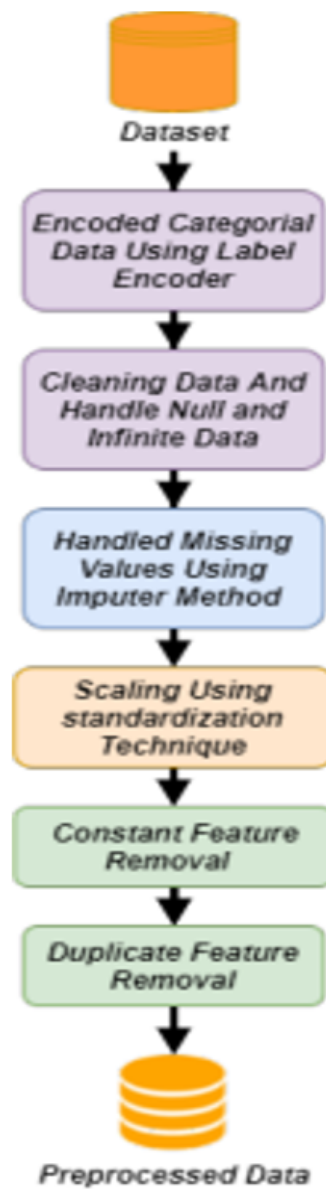 Dataset
Encoded Categorial
Data Using Label
Encoder
Cleaning Data And
Handle Null and
Infinite Data
Handled Missing
Values Using
Imputer Method
Scaling Using
standardization
Technique
Constant Feature
Removal
Duplicate Feature
Removal
Preprocessed Data